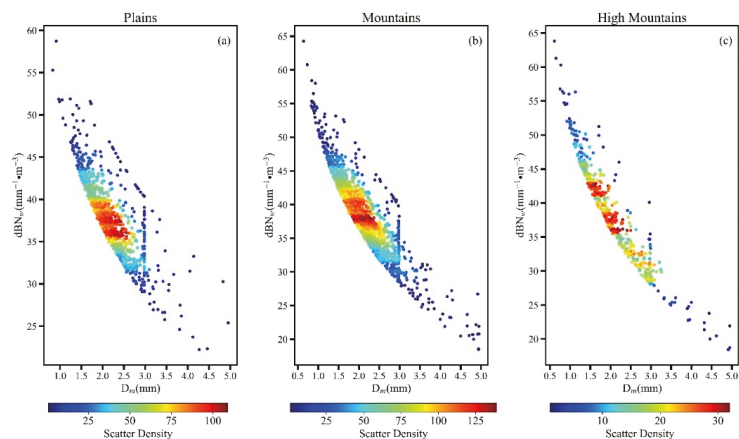 Plains
Mountains
High Mountains
(a)
(b)
(c)
dBNw(mm−1•m−3)
60
55
50
45
40
35
30
25
1.0 1.5 2.0 2.5 3.0 3.5 4.0 4.5 5.0
Dm(mm)
dBNw(mm−1•m−3)
65
60
55
50
45
40
35
30
25
20
0.5 1.0 1.5 2.0 2.5 3.0 3.5 4.0 4.5 5.0
Dm(mm)
dBNw(mm−1•m−3)
65
60
55
50
45
40
35
30
25
20
0.5 1.0 1.5 2.0 2.5 3.0 3.5 4.0 4.5 5.0
Dm(mm)
25 50 75 100
Scatter Density
25 50 75 100 125
Scatter Density
10 20 30
Scatter Density